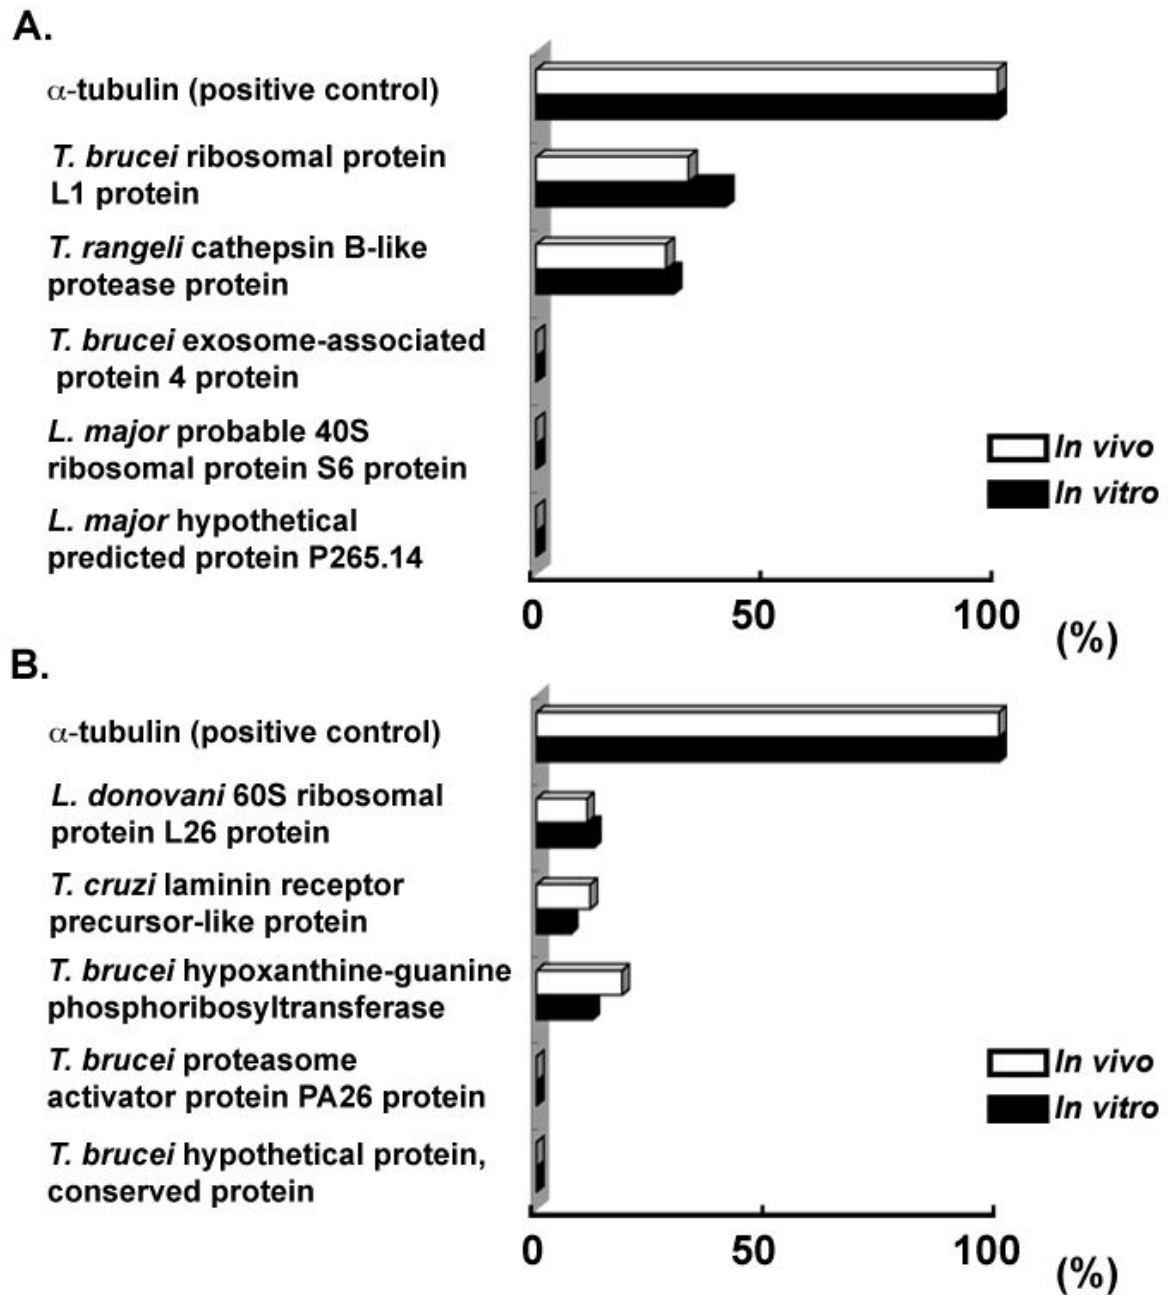 A.
α-tubulin (positive control)
T. brucei ribosomal protein
L1 protein
T. rangeli cathepsin B-like
protease protein
T. brucei exosome-associated
protein 4 protein
L. major probable 40S
ribosomal protein S6 protein
L. major hypothetical
predicted protein P265.14
In vivo
In vitro
0 50 100 (%)
B.
α-tubulin (positive control)
L. donovani 60S ribosomal
protein L26 protein
T. cruzi laminin receptor
precursor-like protein
T. brucei hypoxanthine-guanine
phosphoribosyltransferase
T. brucei proteasome
activator protein PA26 protein
T. brucei hypothetical protein,
conserved protein
In vivo
In vitro
0 50 100 (%)